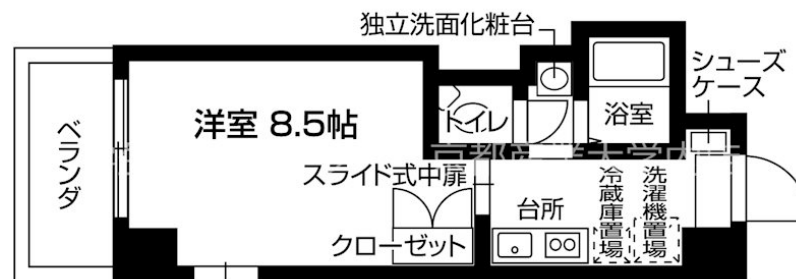 独立洗面化粧台
シューズ
ケース
洋室 8.5帖
トイレ
浴室
ベランダ
スライド式中扉
台所
冷蔵庫置場
洗濯機置場
クローゼット